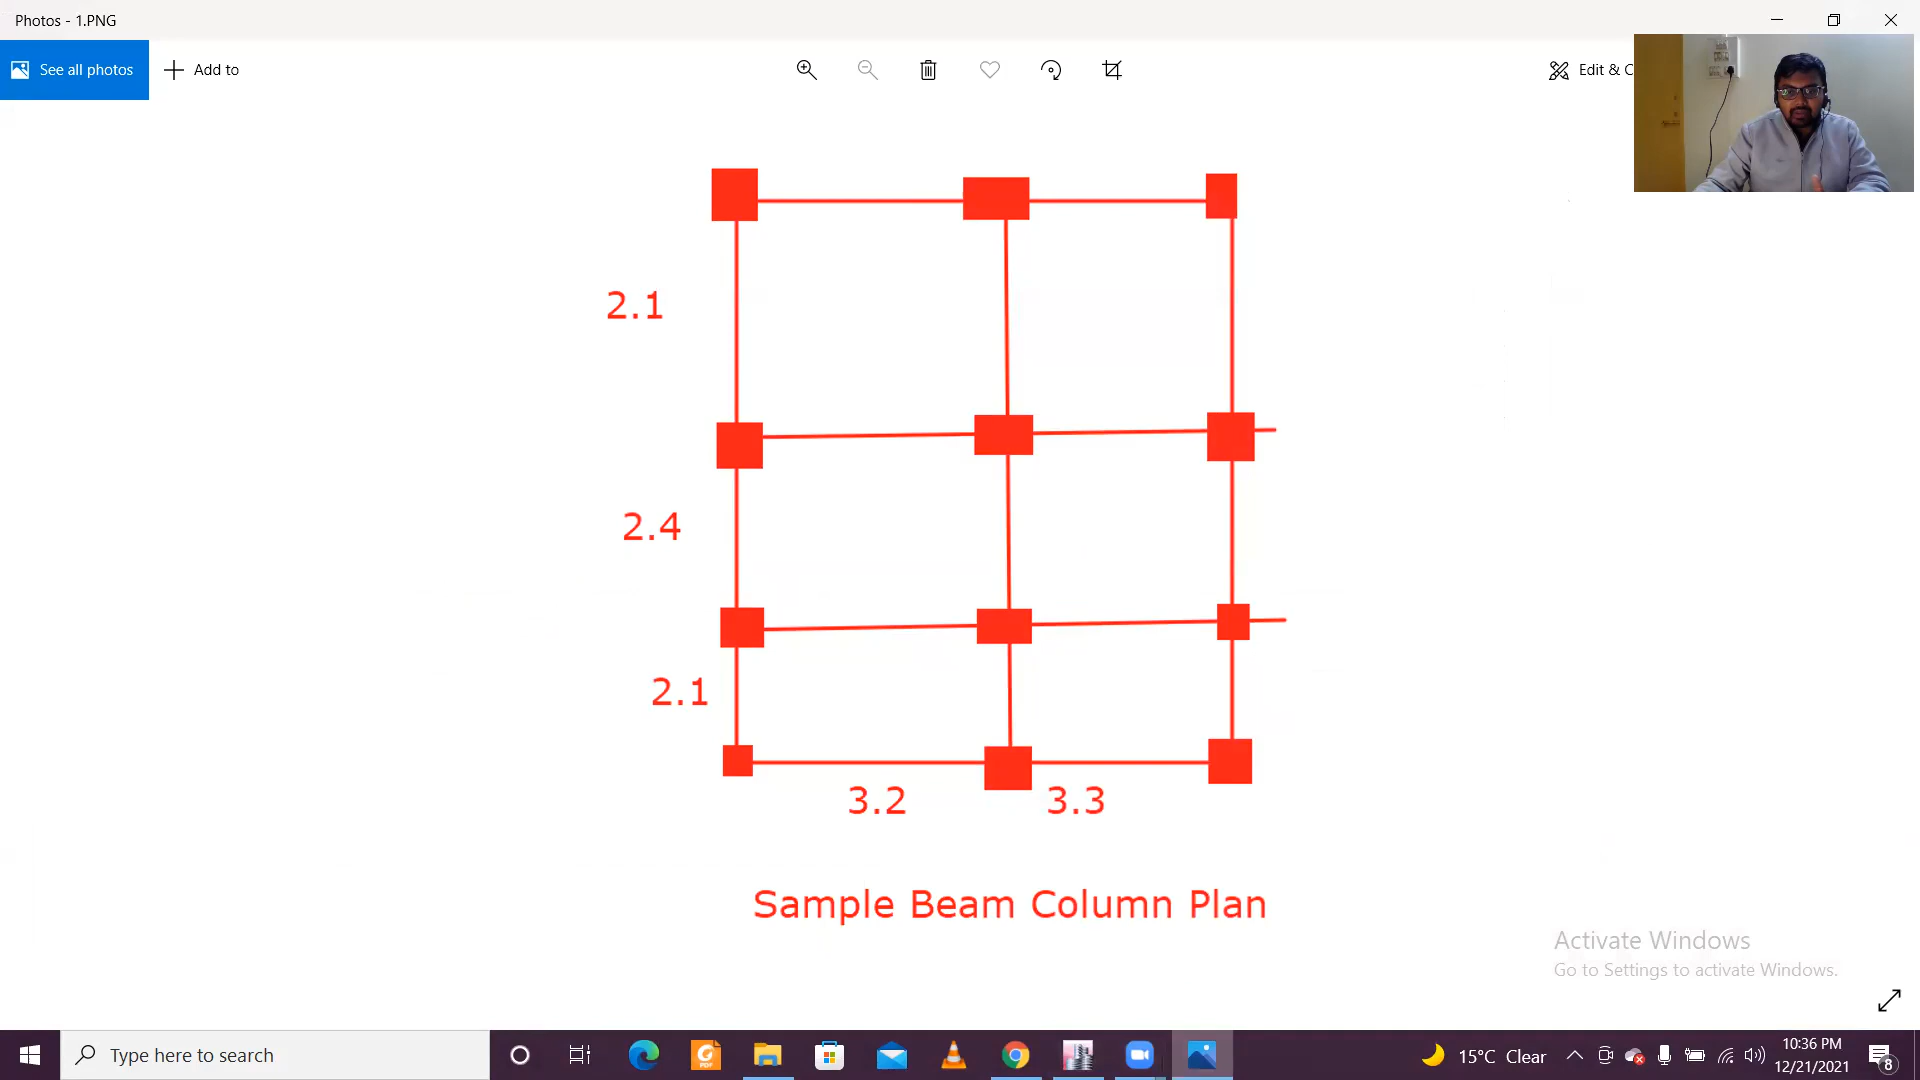 Photos - 1.PNG
See all photos
Add to
Edit & C
2.1
2.4
2.1
3.2
3.3
Sample Beam Column Plan
Activate Windows
Go to Settings to activate Windows.
Type here to search
PDF
15°C Clear
10:36 PM
12/21/2021
8